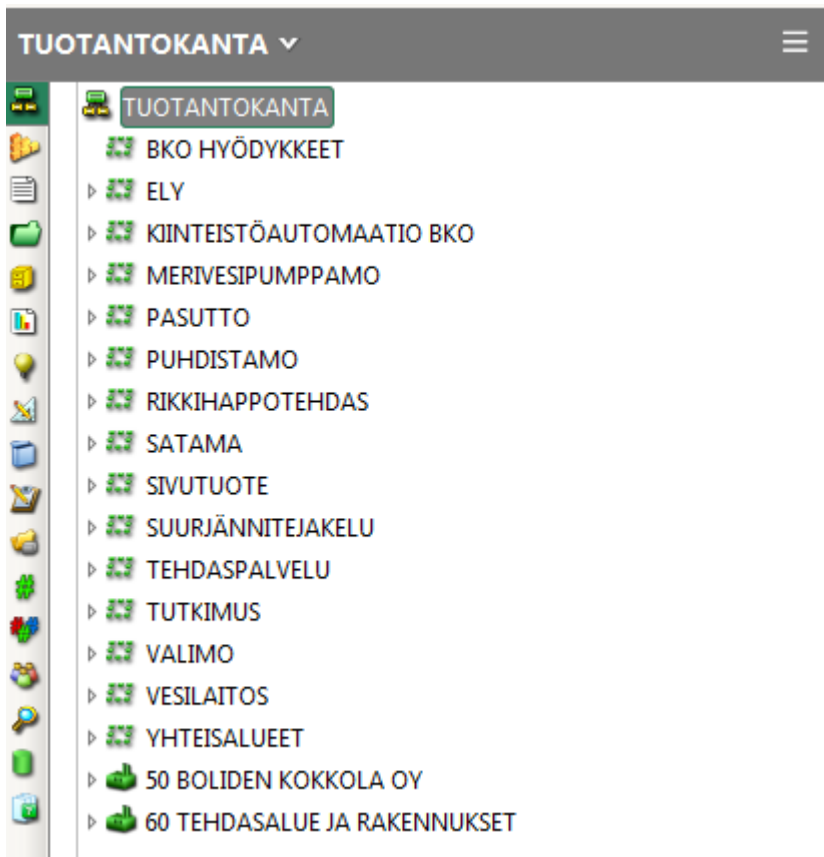 TUOTANTOKANTA
TUOTANTOKANTA
BKO HYÖDYKKEET
ELY
KIINTEISTÖAUTOMAATIO BKO
MERIVESIPUMPPAMO
PASUTTO
PUHDISTAMO
RIKKIHAPPOTEHDAS
SATAMA
SIVUTUOTE
SUURJÄNNITEJAKELU
TEHDASPALVELU
TUTKIMUS
VALIMO
VESILAITOS
YHTEISALUEET
50 BOLIDEN KOKKOLA OY
60 TEHDASALUE JA RAKENNUKSET